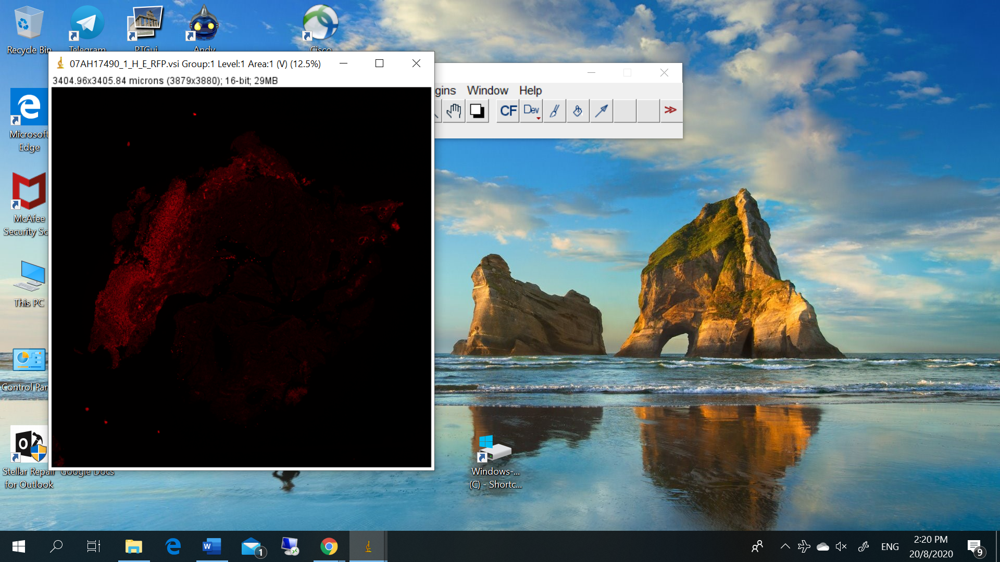 Recycle Bin
Telegram
PTGui
Andy
Cisco
07AH17490_1_H_E_RFP.vsi Group:1 Level:1 Area:1 (V) (12.5%)
3404.96x3405.84 microns (3879x3880); 16-bit; 29MB
gins Window Help
CF Dev
Microsoft
Edge
McAfee
Security Sc
This PC
Control Par
Stellar Repair
for Outlook
Google Docs
Windows-...
(C) - Shortc...
1
ENG
2:20 PM
20/8/2020
9